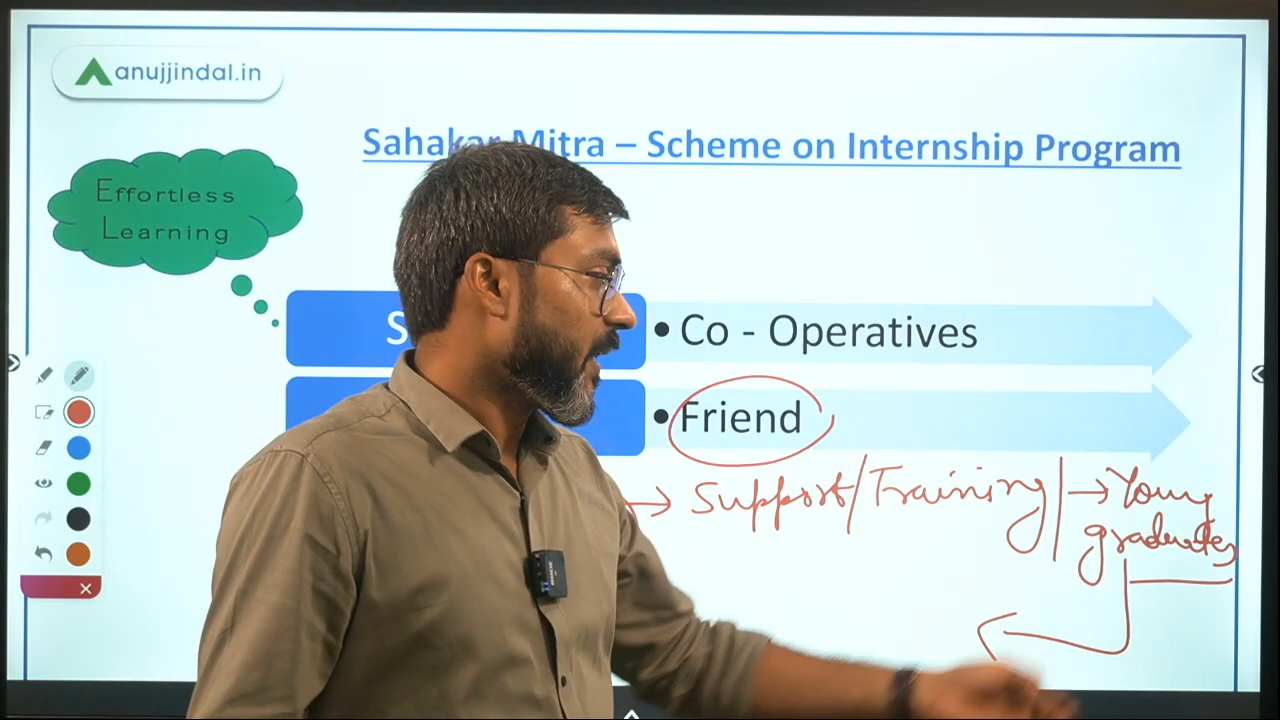 anujjindal.in
Sahakar Mitra – Scheme on Internship Program
Effortless
Learning
• Co - Operatives
• Friend
→ Support/Training → Young
graduates